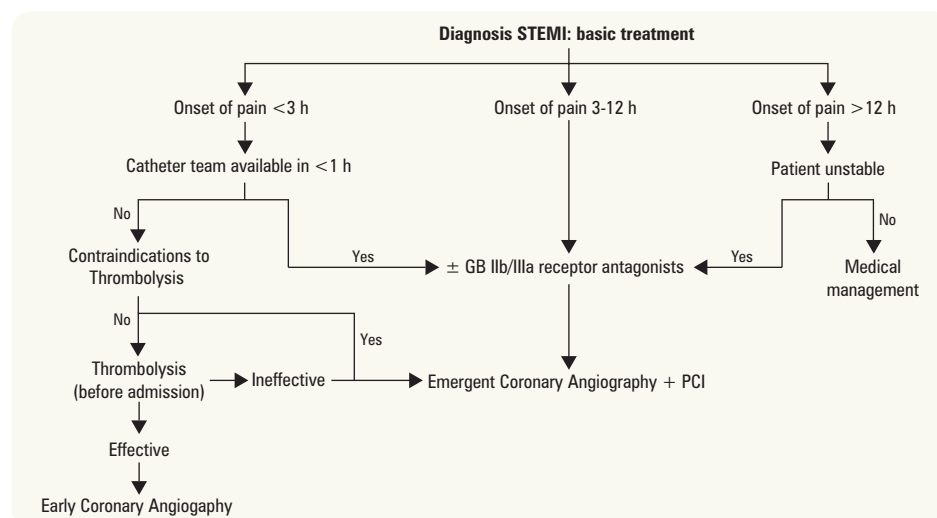 Diagnosis STEMI: basic treatment
Onset of pain <3 h
Onset of pain 3-12 h
Onset of pain >12 h
Catheter team available in <1 h
Patient unstable
No
No
Contraindications to
Thrombolysis
Yes
± GB IIb/IIIa receptor antagonists
Yes
Medical
management
No
Yes
Thrombolysis
(before admission)
Ineffective
Emergent Coronary Angiography + PCI
Effective
Early Coronary Angiogaphy